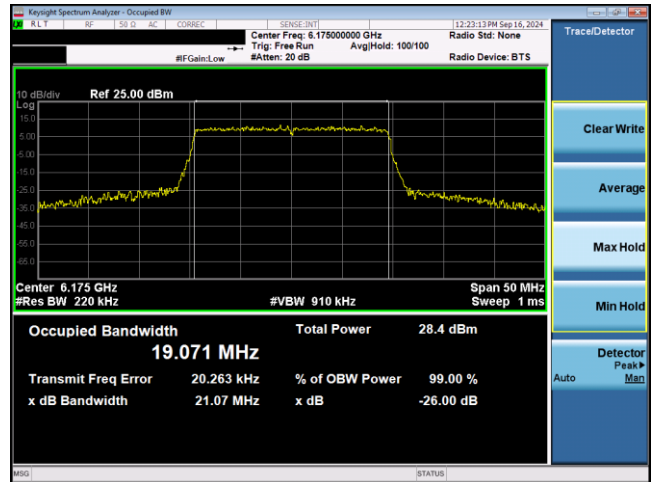 Keysight Spectrum Analyzer - Occupied BW
LXI RLT RF 50 Ω AC CORREC SENSE:INT 12:23:13 PM Sep 16, 2024
Center Freq: 6.175000000 GHz Radio Std: None
Trig: Free Run Avg|Hold: 100/100
#IFGain:Low #Atten: 20 dB Radio Device: BTS
Trace/Detector
10 dB/div Ref 25.00 dBm
Log
15.0
5.00
-5.00
-15.0
-25.0
-35.0
-45.0
-55.0
-65.0
Center 6.175 GHz Span 50 MHz
#Res BW 220 kHz #VBW 910 kHz Sweep 1 ms
Occupied Bandwidth Total Power 28.4 dBm
19.071 MHz
Transmit Freq Error 20.263 kHz % of OBW Power 99.00 %
x dB Bandwidth 21.07 MHz x dB -26.00 dB
Clear Write
Average
Max Hold
Min Hold
Detector
Peak▶
Auto Man
MSG STATUS